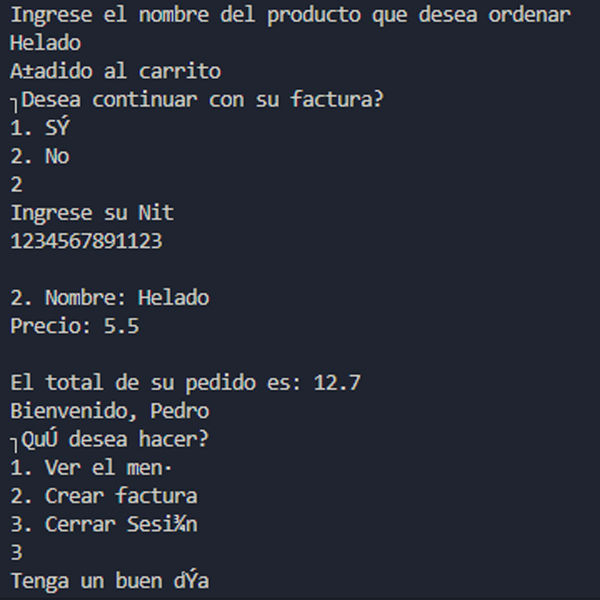 Ingrese el nombre del producto que desea ordenar
Helado
A±adido al carrito
┐Desea continuar con su factura?
1. SÝ
2. No
2
Ingrese su Nit
1234567891123
2. Nombre: Helado
Precio: 5.5
El total de su pedido es: 12.7
Bienvenido, Pedro
┐QuÚ desea hacer?
1. Ver el men·
2. Crear factura
3. Cerrar Sesi¾n
3
Tenga un buen dÝa